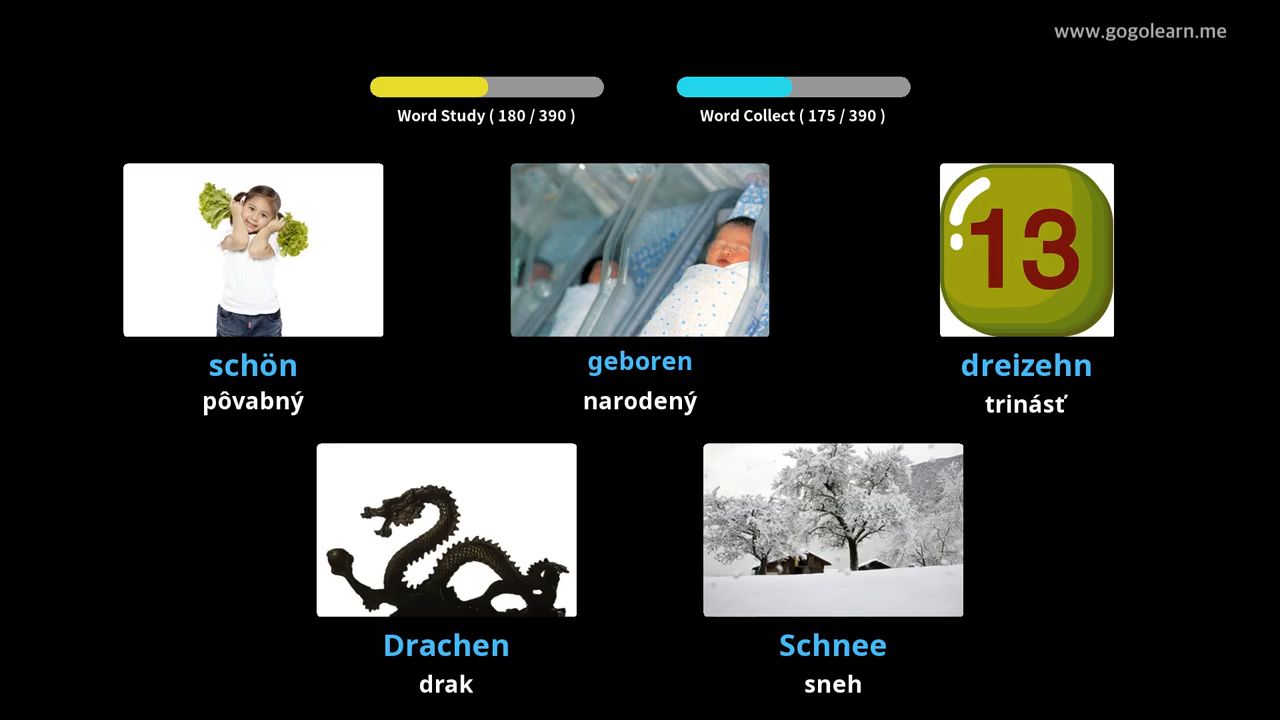 www.gogolearn.me
Word Study ( 180 / 390 )
Word Collect ( 175 / 390 )
13
schön
pôvabný
geboren
narodený
dreizehn
trinásť
Drachen
drak
Schnee
sneh